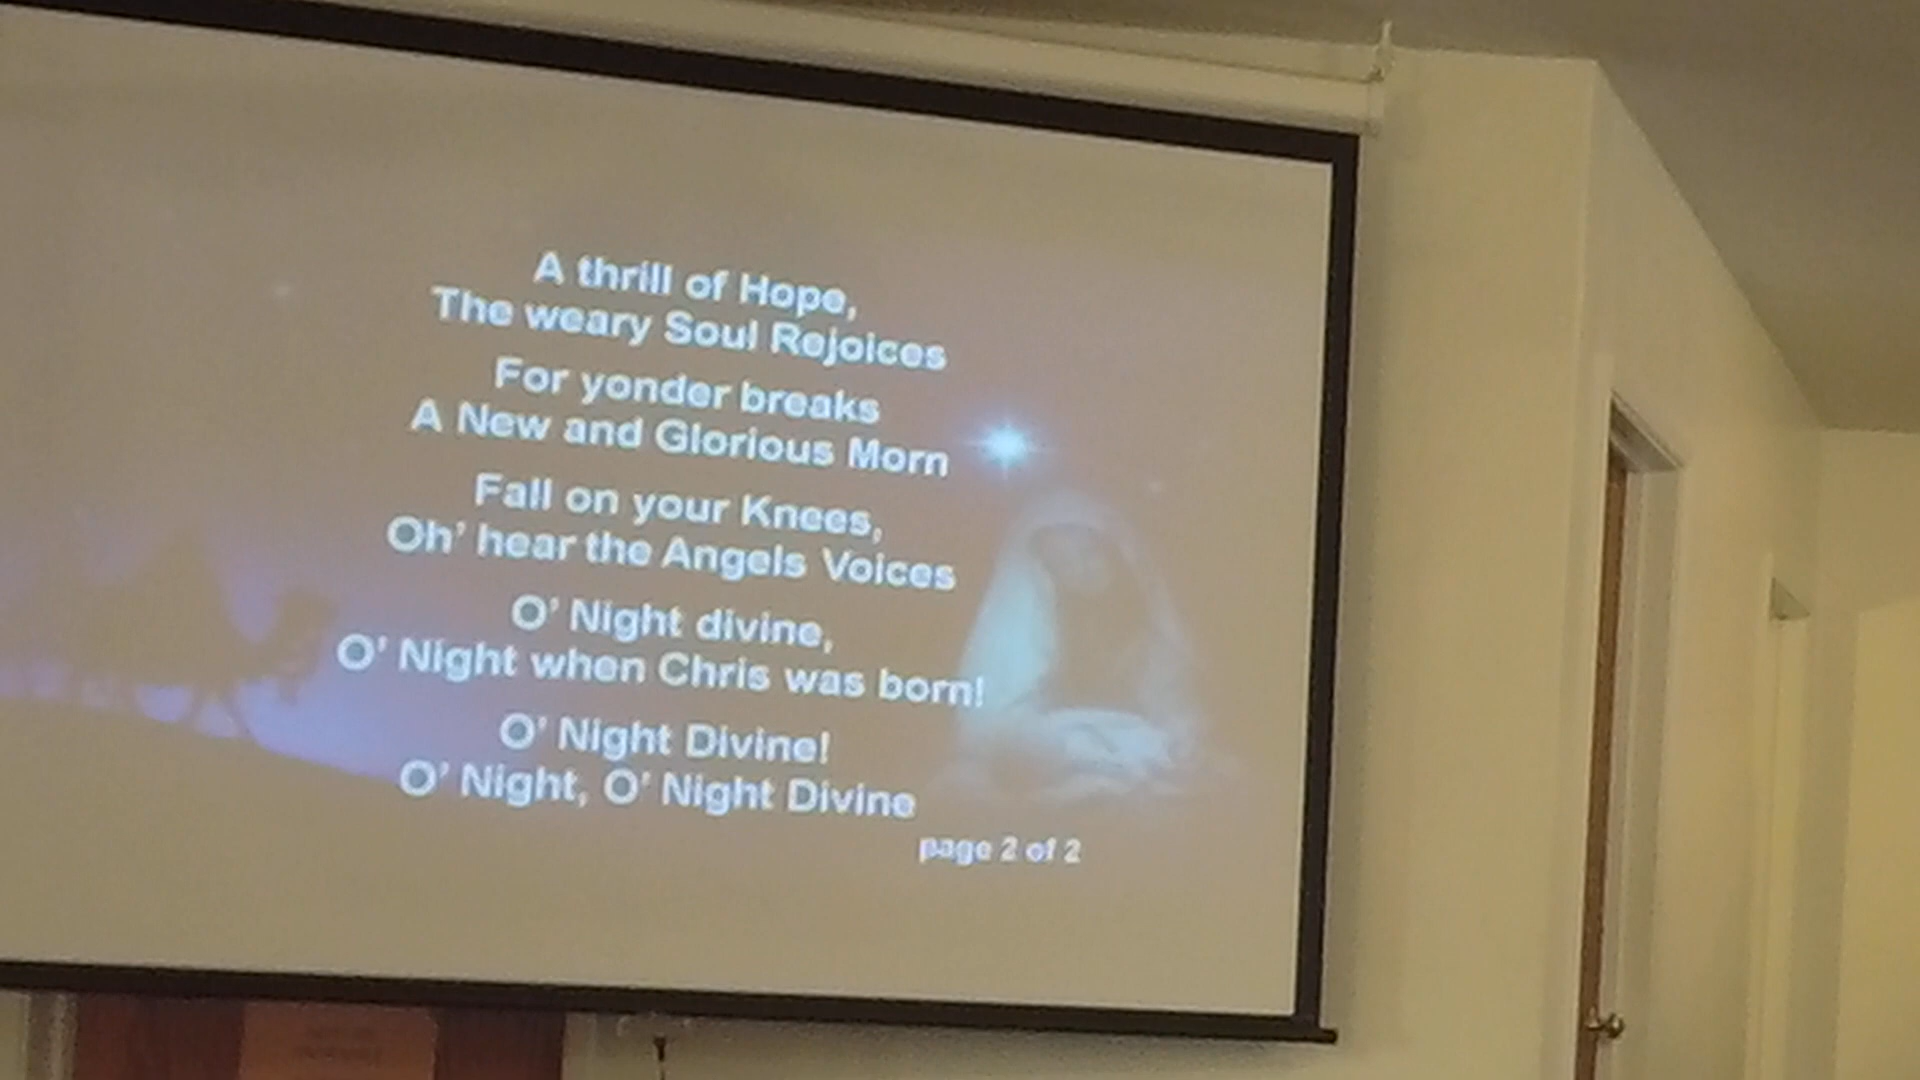 A thrill of Hope,
The weary Soul Rejoices
For yonder breaks
A New and Glorious Morn
Fall on your Knees,
Oh' hear the Angels Voices
O' Night divine,
O' Night when Chris was born!
O' Night Divine!
O' Night, O' Night Divine
page 2 of 2